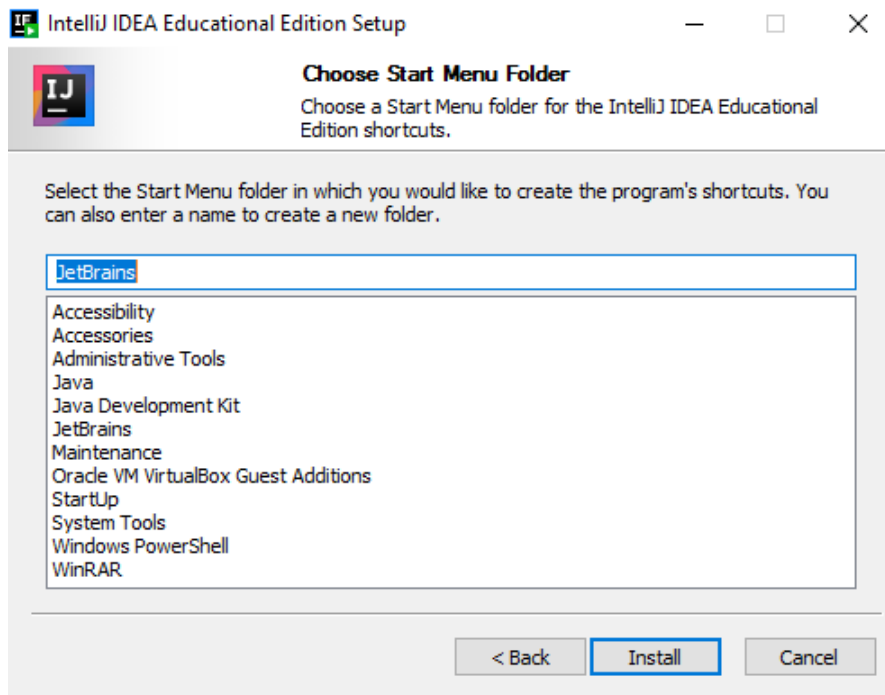 IntelliJ IDEA Educational Edition Setup
IJ
Choose Start Menu Folder
Choose a Start Menu folder for the IntelliJ IDEA Educational
Edition shortcuts.
Select the Start Menu folder in which you would like to create the program's shortcuts. You
can also enter a name to create a new folder.
JetBrains
Accessibility
Accessories
Administrative Tools
Java
Java Development Kit
JetBrains
Maintenance
Oracle VM VirtualBox Guest Additions
StartUp
System Tools
Windows PowerShell
WinRAR
< Back Install Cancel